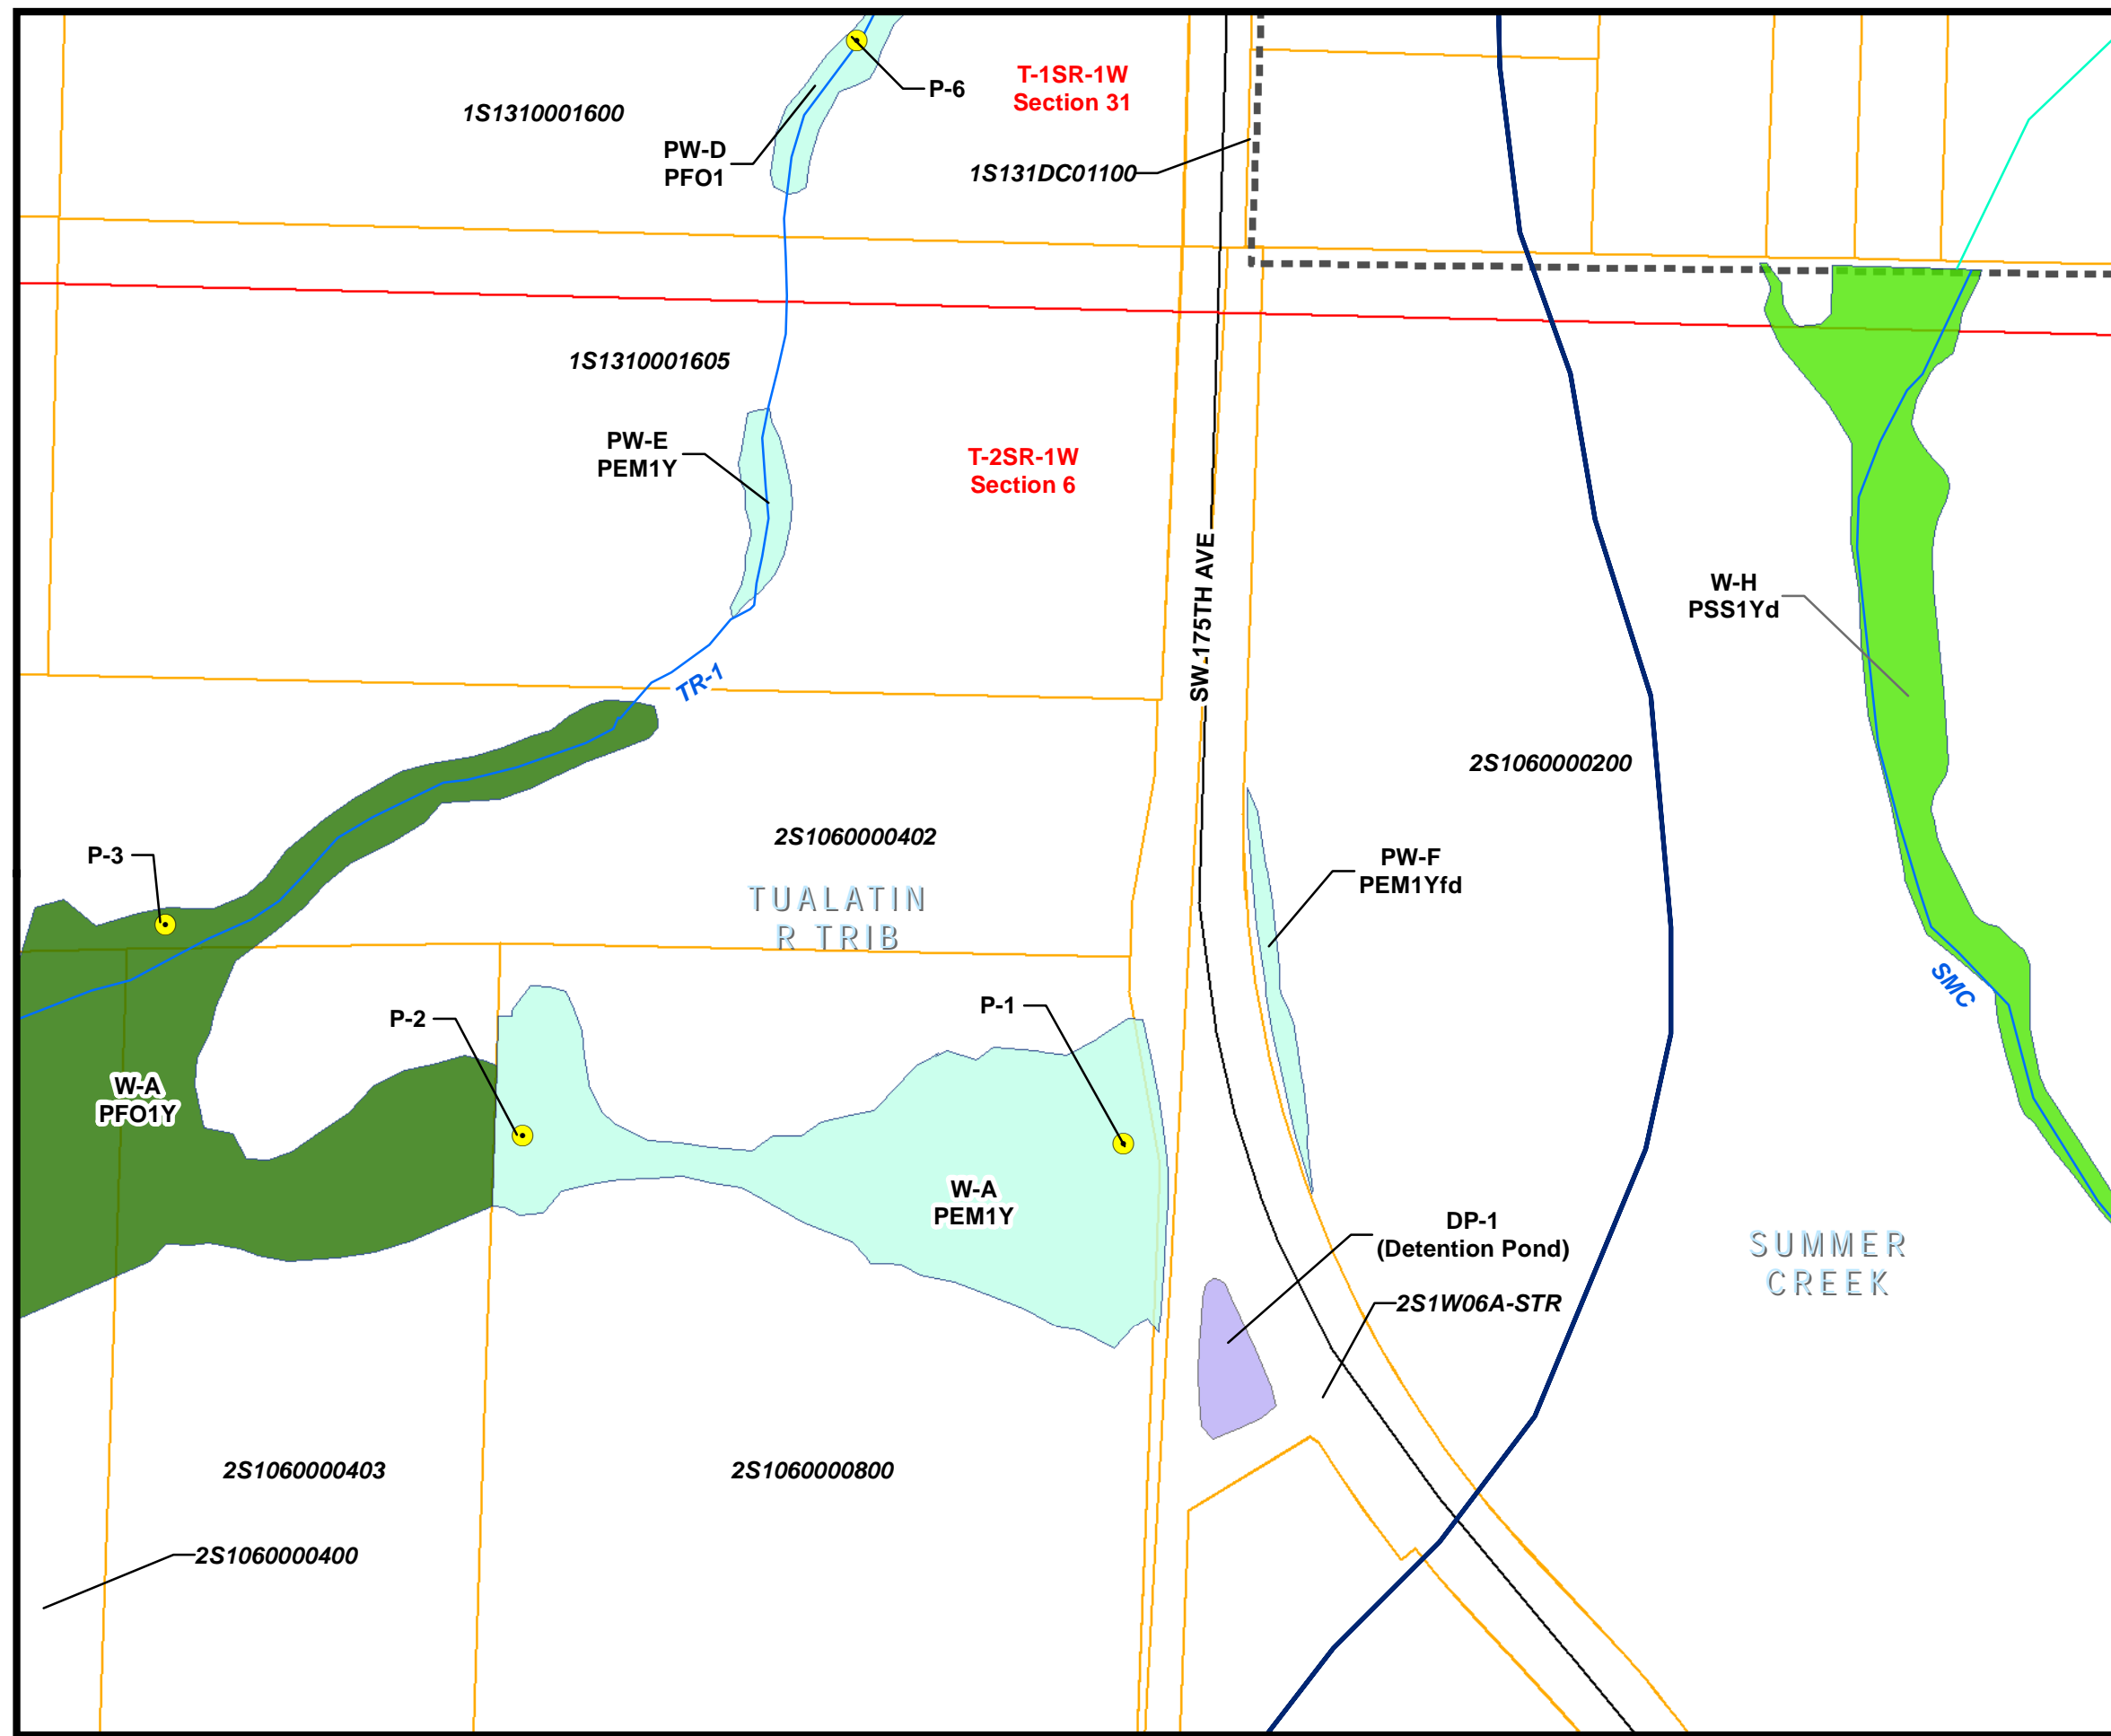 T-1SR-1W
Section 31
P-6
1S1310001600
PW-D
PFO1
1S131DC01100
1S1310001605
PW-E
PEM1Y
T-2SR-1W
Section 6
SW 175TH AVE
W-H
PSS1Yd
TR-1
2S1060000200
2S1060000402
P-3
PW-F
PEM1Yfd
TUALATIN
R TRIB
SMC
P-2
P-1
W-A
PFO1Y
W-A
PEM1Y
DP-1
(Detention Pond)
SUMMER
CREEK
2S1W06A-STR
2S1060000403
2S1060000800
2S1060000400